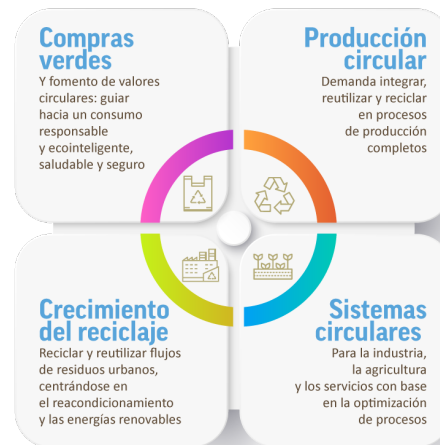 Compras
verdes
Y fomento de valores
circulares: guiar
hacia un consumo
responsable
y ecointeligente,
saludable y seguro
Producción
circular
Demanda integrar,
reutilizar y reciclar
en procesos
de producción
completos
Crecimiento
del reciclaje
Reciclar y reutilizar flujos
de residuos urbanos,
centrándose en
el reacondicionamiento
y las energías renovables
Sistemas
circulares
Para la industria,
la agricultura
y los servicios con base
en la optimización
de procesos